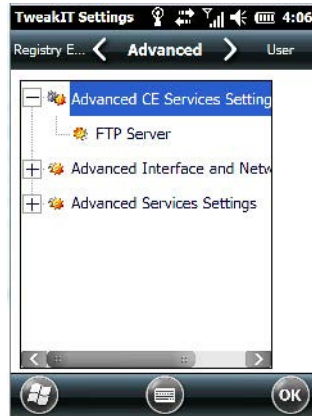 TweakIT Settings 4:06
Registry E... Advanced User
Advanced CE Services Setting
FTP Server
Advanced Interface and Netw
Advanced Services Settings
OK